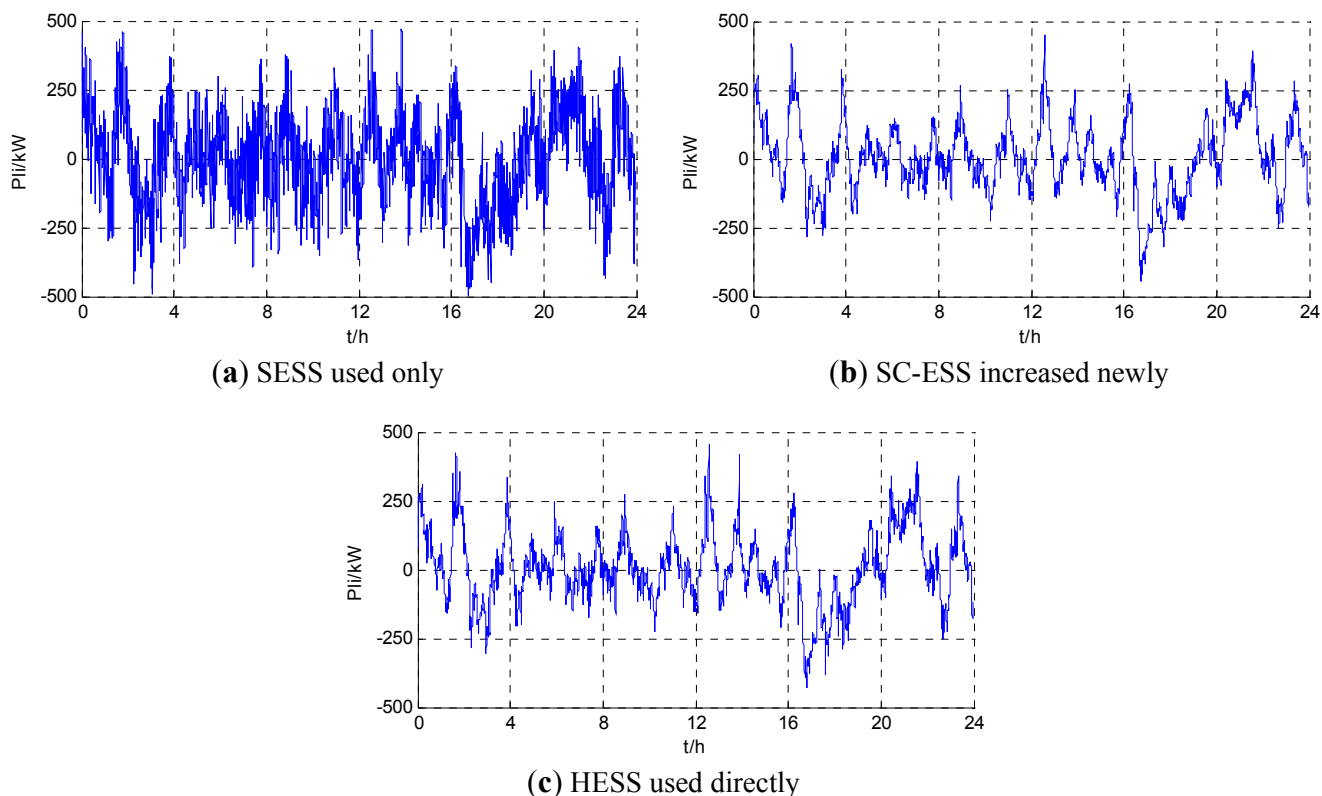 500
250
0
-250
-500
Pli/kW
0 4 8 12 16 20 24
t/h
(a) SESS used only
500
250
0
-250
-500
Pli/kW
0 4 8 12 16 20 24
t/h
(b) SC-ESS increased newly
500
250
0
-250
-500
Pli/kW
0 4 8 12 16 20 24
t/h
(c) HESS used directly